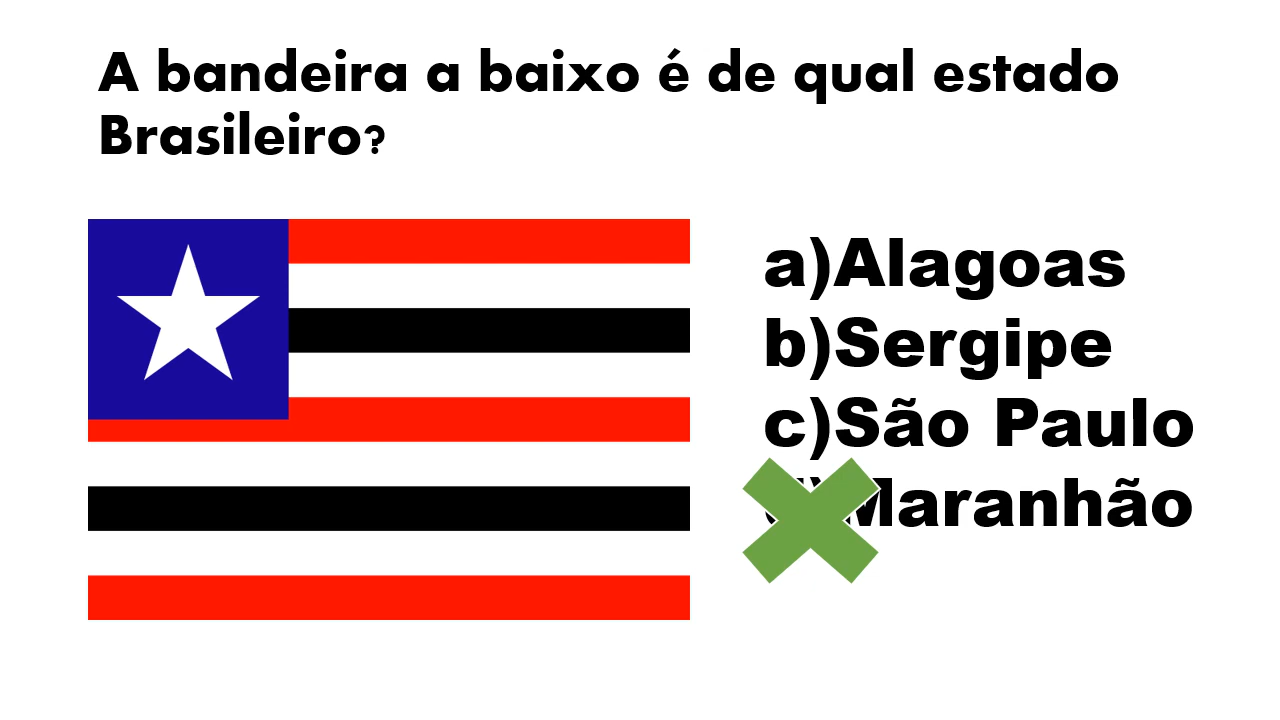 A bandeira a baixo é de qual estado
Brasileiro?
a)Alagoas
b)Sergipe
c)São Paulo
Maranhão